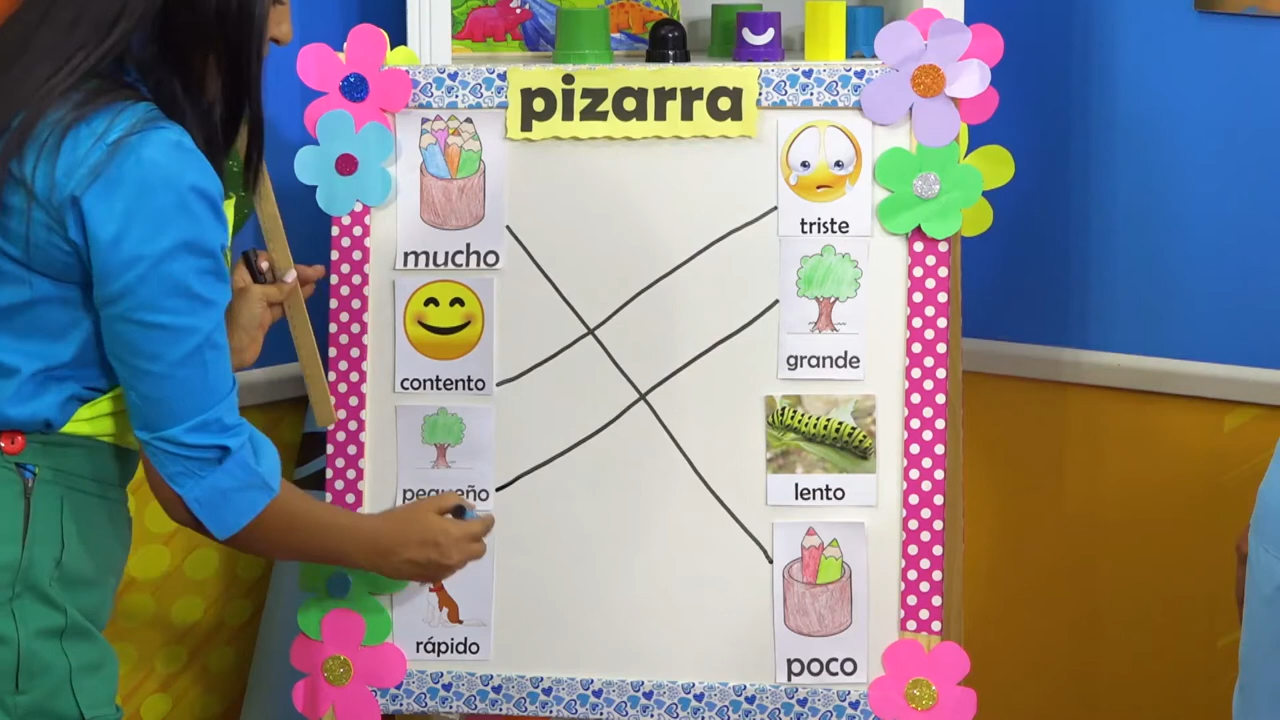 pizarra
mucho
contento
pequeño
rápido
triste
grande
lento
poco